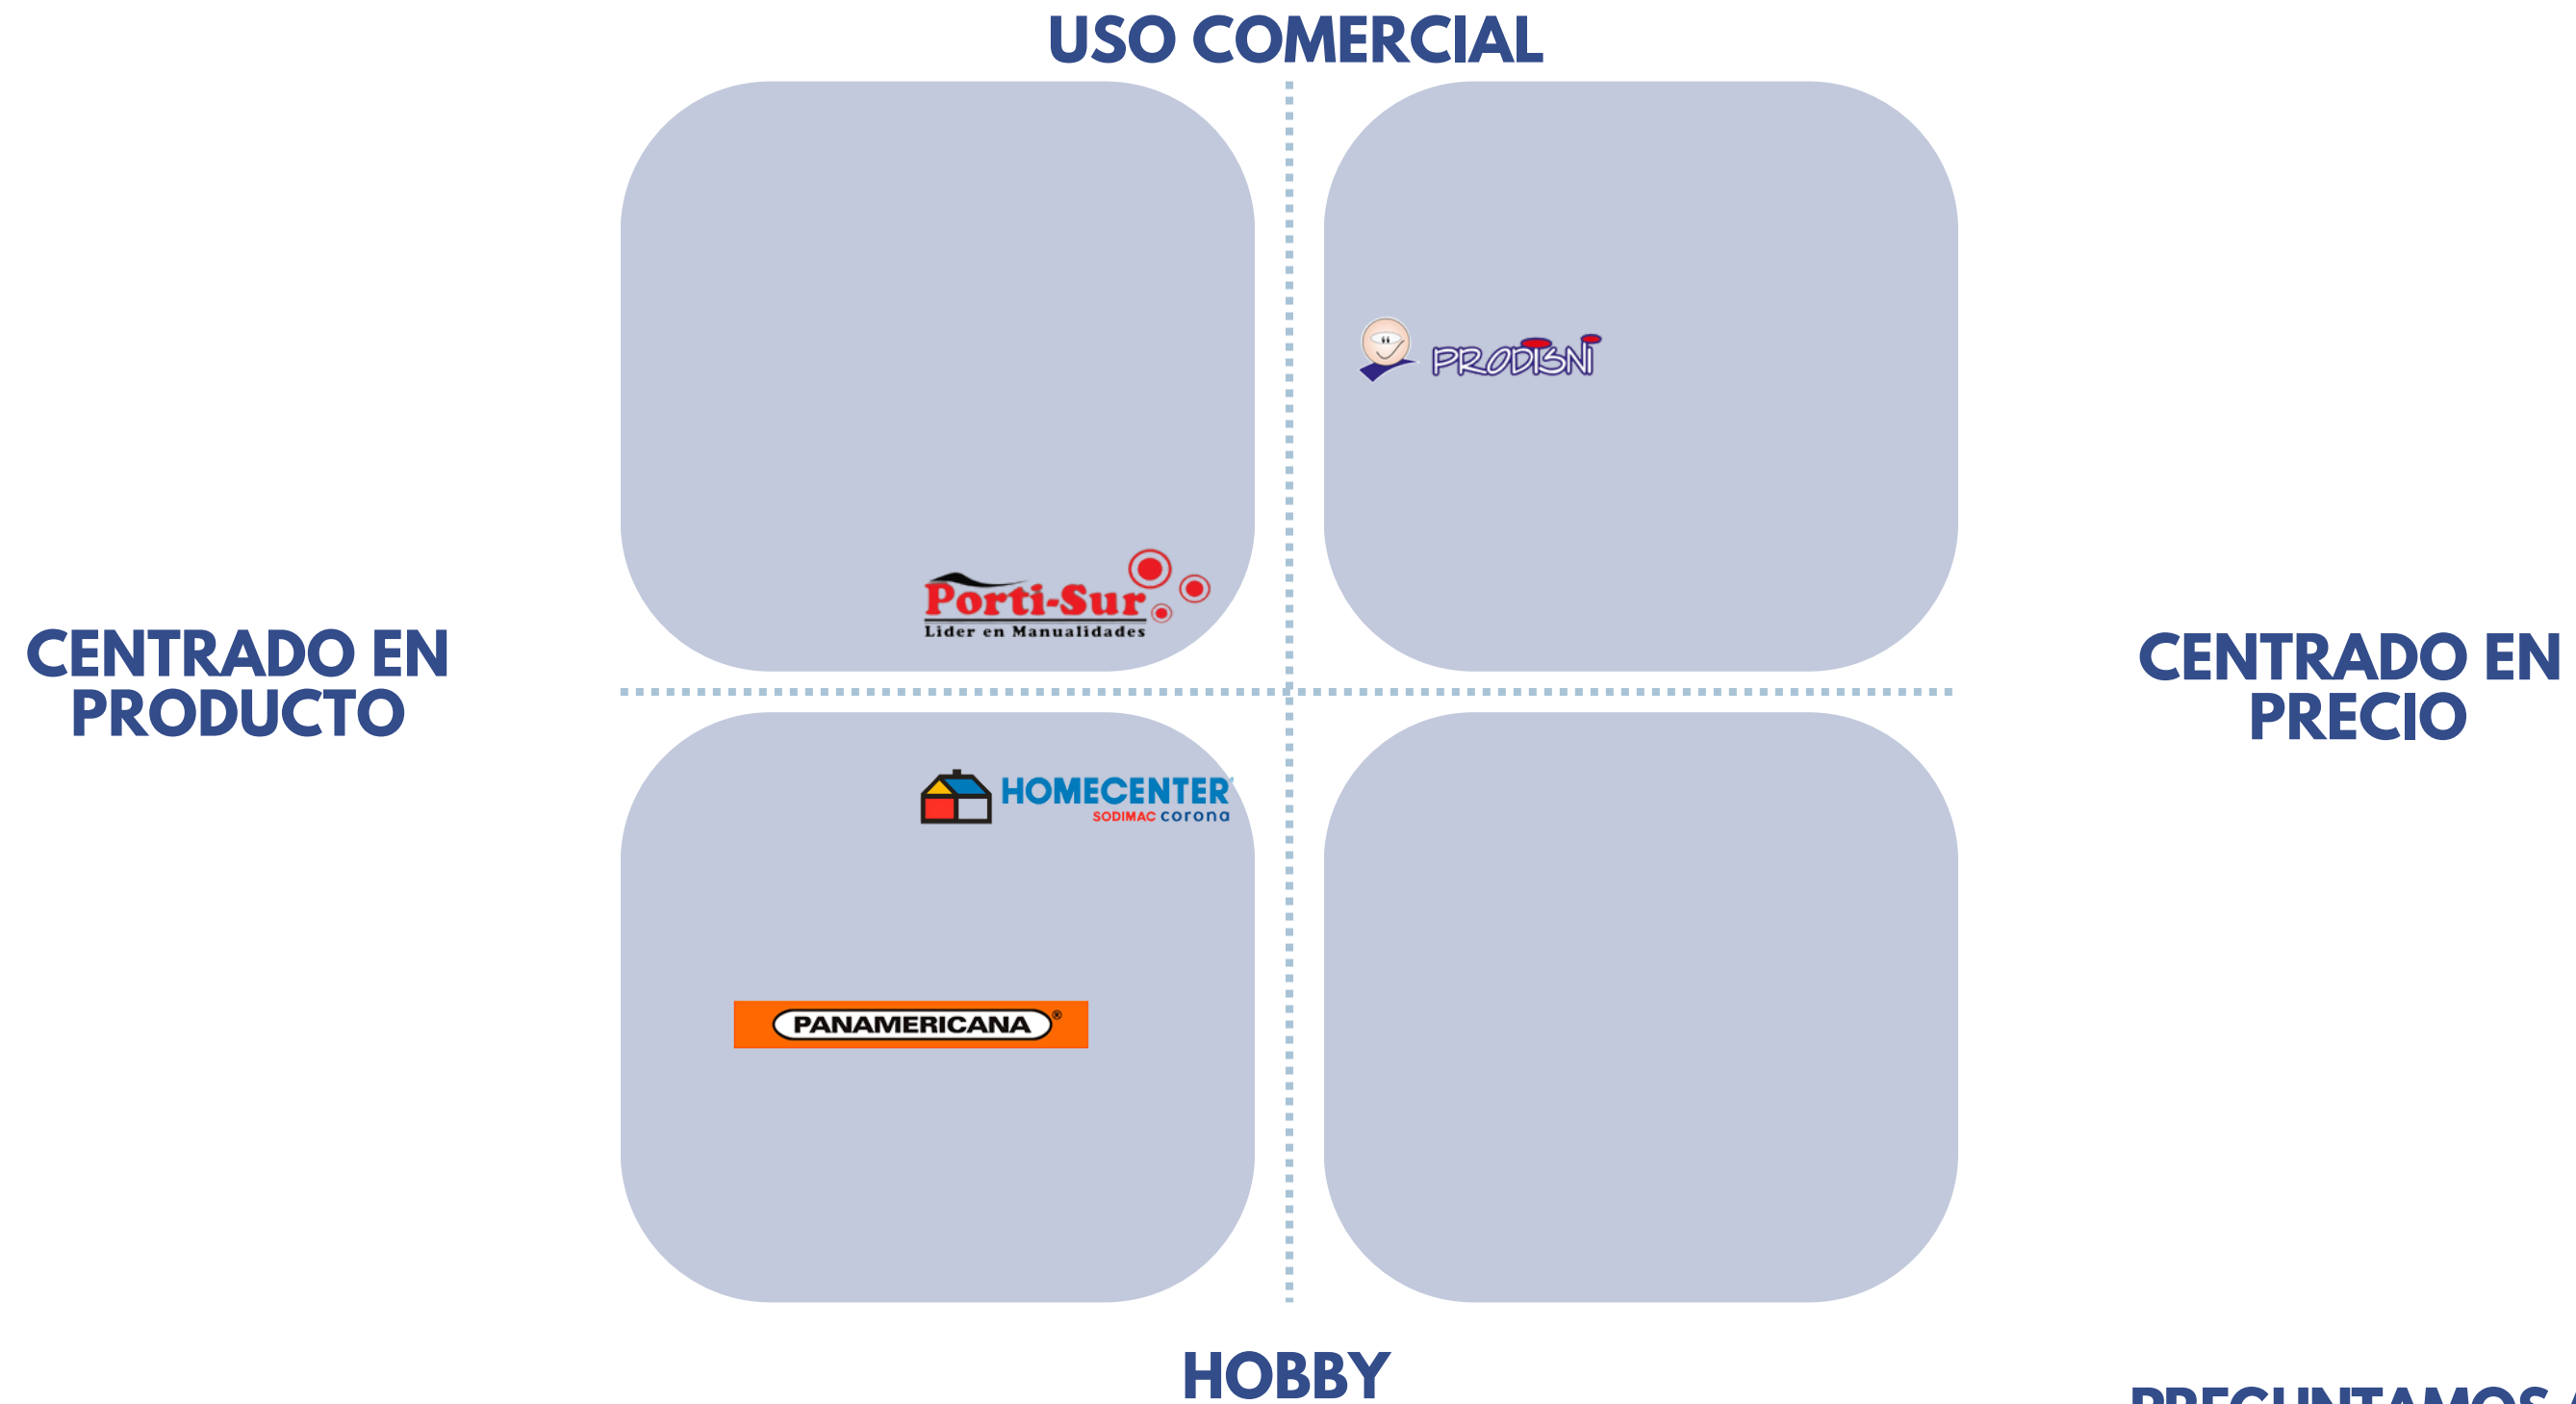 USO COMERCIAL
PRODISNI
Porti-Sur
Lider en Manualidades
CENTRADO EN
PRODUCTO
CENTRADO EN
PRECIO
HOMECENTER
SODIMAC corona
PANAMERICANA®
HOBBY
PREGUNTAMOS